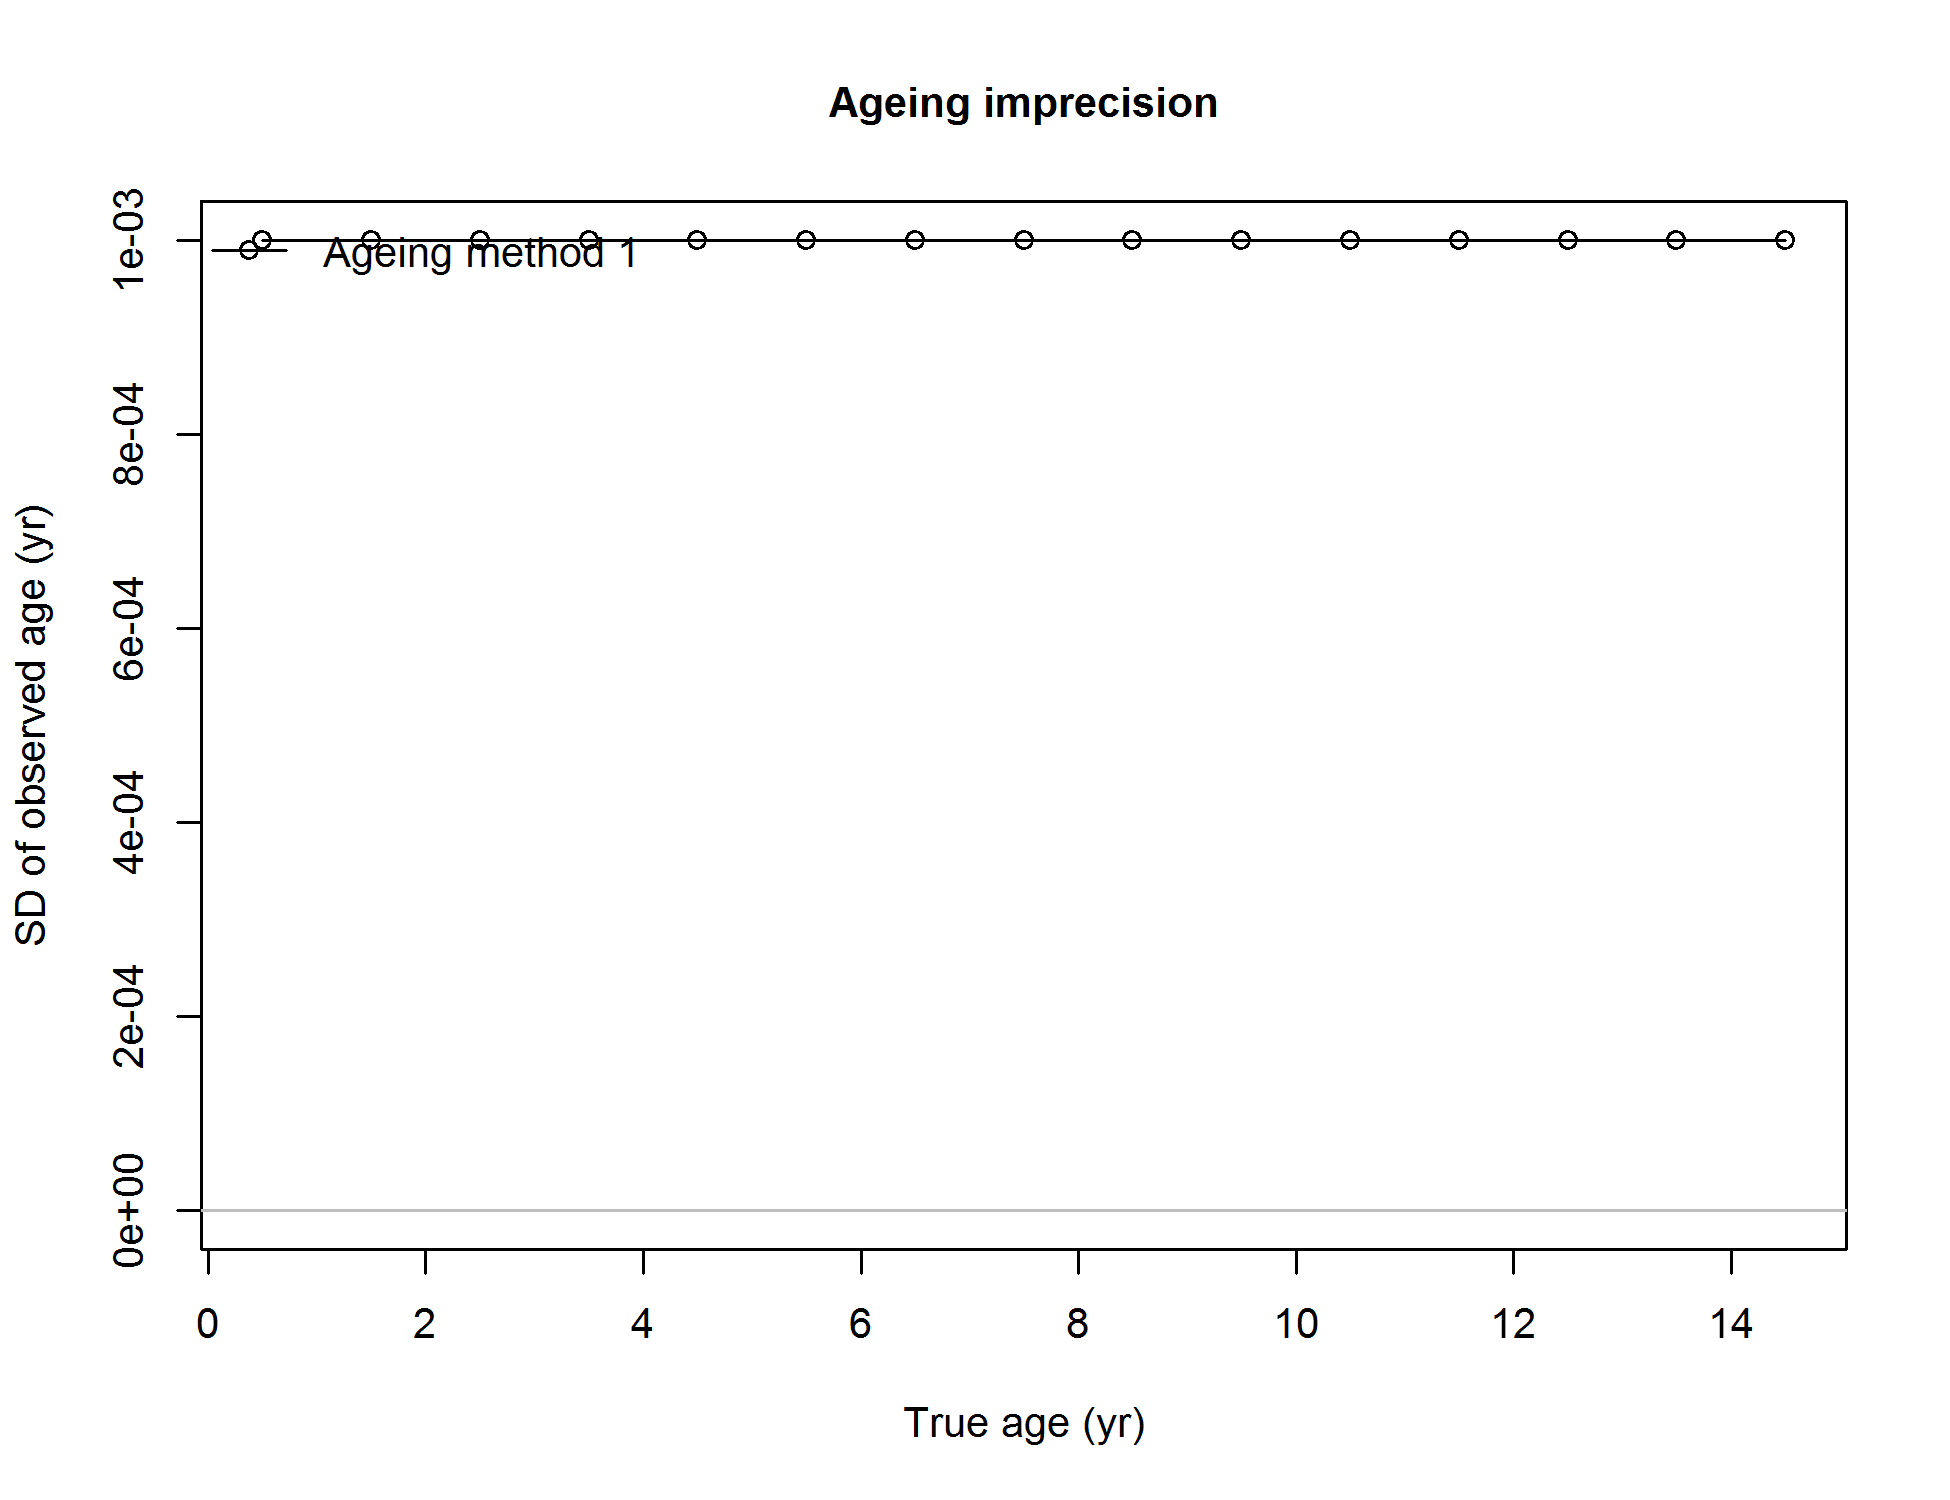 Ageing imprecision
Ageing method 1
SD of observed age (yr)
1e-03
8e-04
6e-04
4e-04
2e-04
0e+00
0 2 4 6 8 10 12 14
True age (yr)